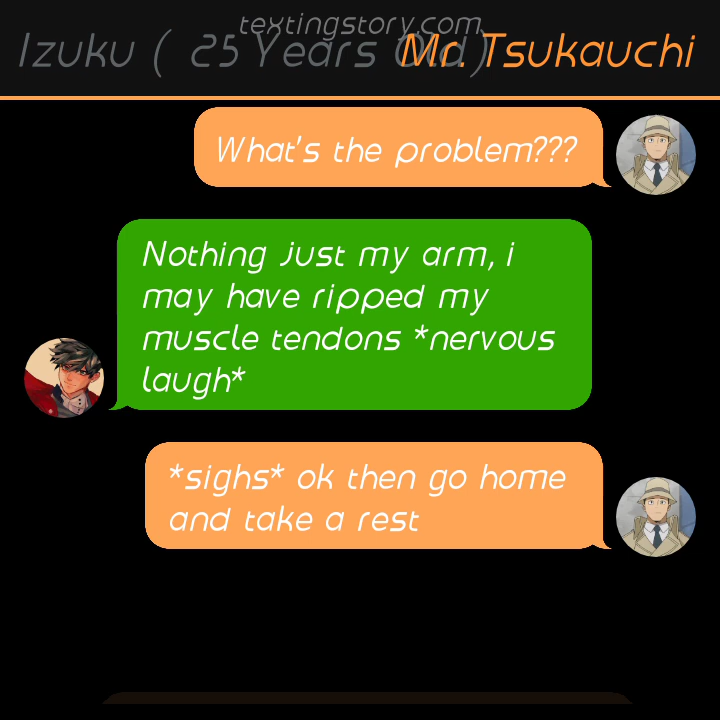 textingstory.com
Izuku ( 25 Years Old )
Mr. Tsukauchi
What's the problem???
Nothing just my arm, i
may have ripped my
muscle tendons *nervous
laugh*
*sighs* ok then go home
and take a rest